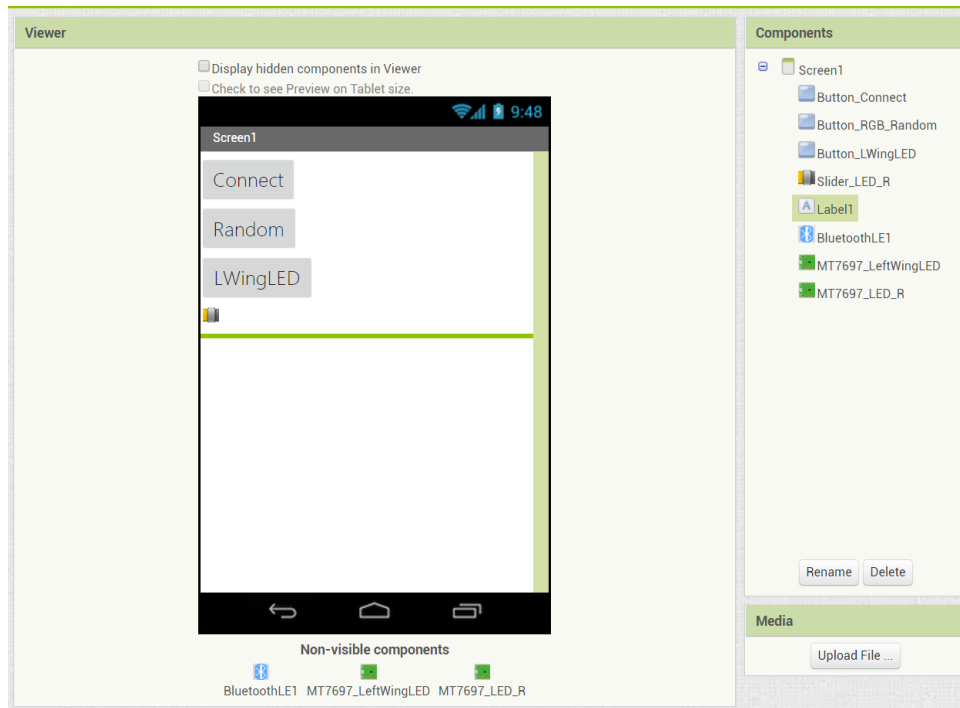 Viewer
Display hidden components in Viewer
Check to see Preview on Tablet size.
9:48
Screen1
Connect
Random
LWingLED
Non-visible components
BluetoothLE1 MT7697_LeftWingLED MT7697_LED_R
Components
Screen1
Button_Connect
Button_RGB_Random
Button_LWingLED
Slider_LED_R
A Label1
BluetoothLE1
MT7697_LeftWingLED
MT7697_LED_R
Rename Delete
Media
Upload File ...